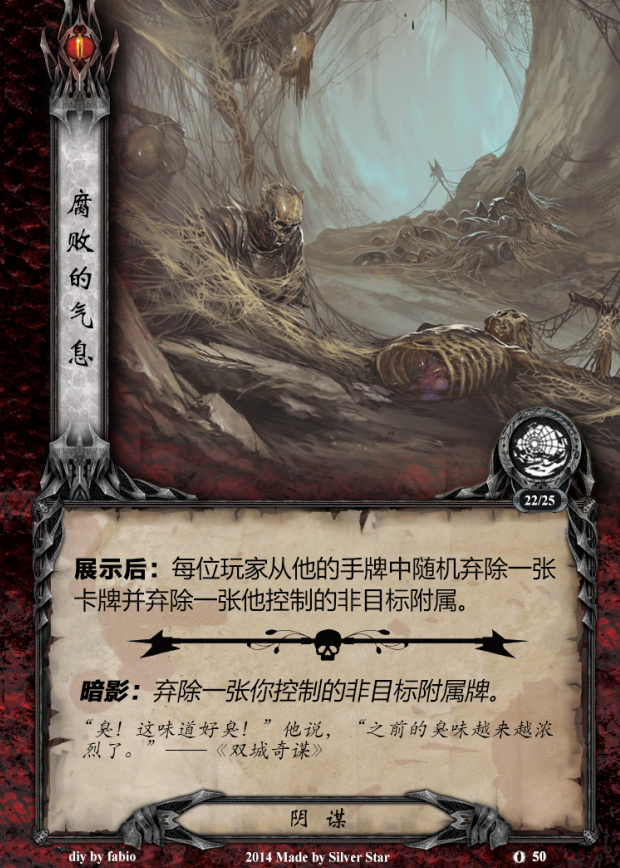 腐败的气息
22/25
展示后：每位玩家从他的手牌中随机弃除一张
卡牌并弃除一张他控制的非目标附属。
暗影：弃除一张你控制的非目标附属牌。
“臭！这味道好臭！”他说，“之前的臭味越来越浓
烈了。”——《双城奇谋》
阴谋
diy by fabio
2014 Made by Silver Star
50